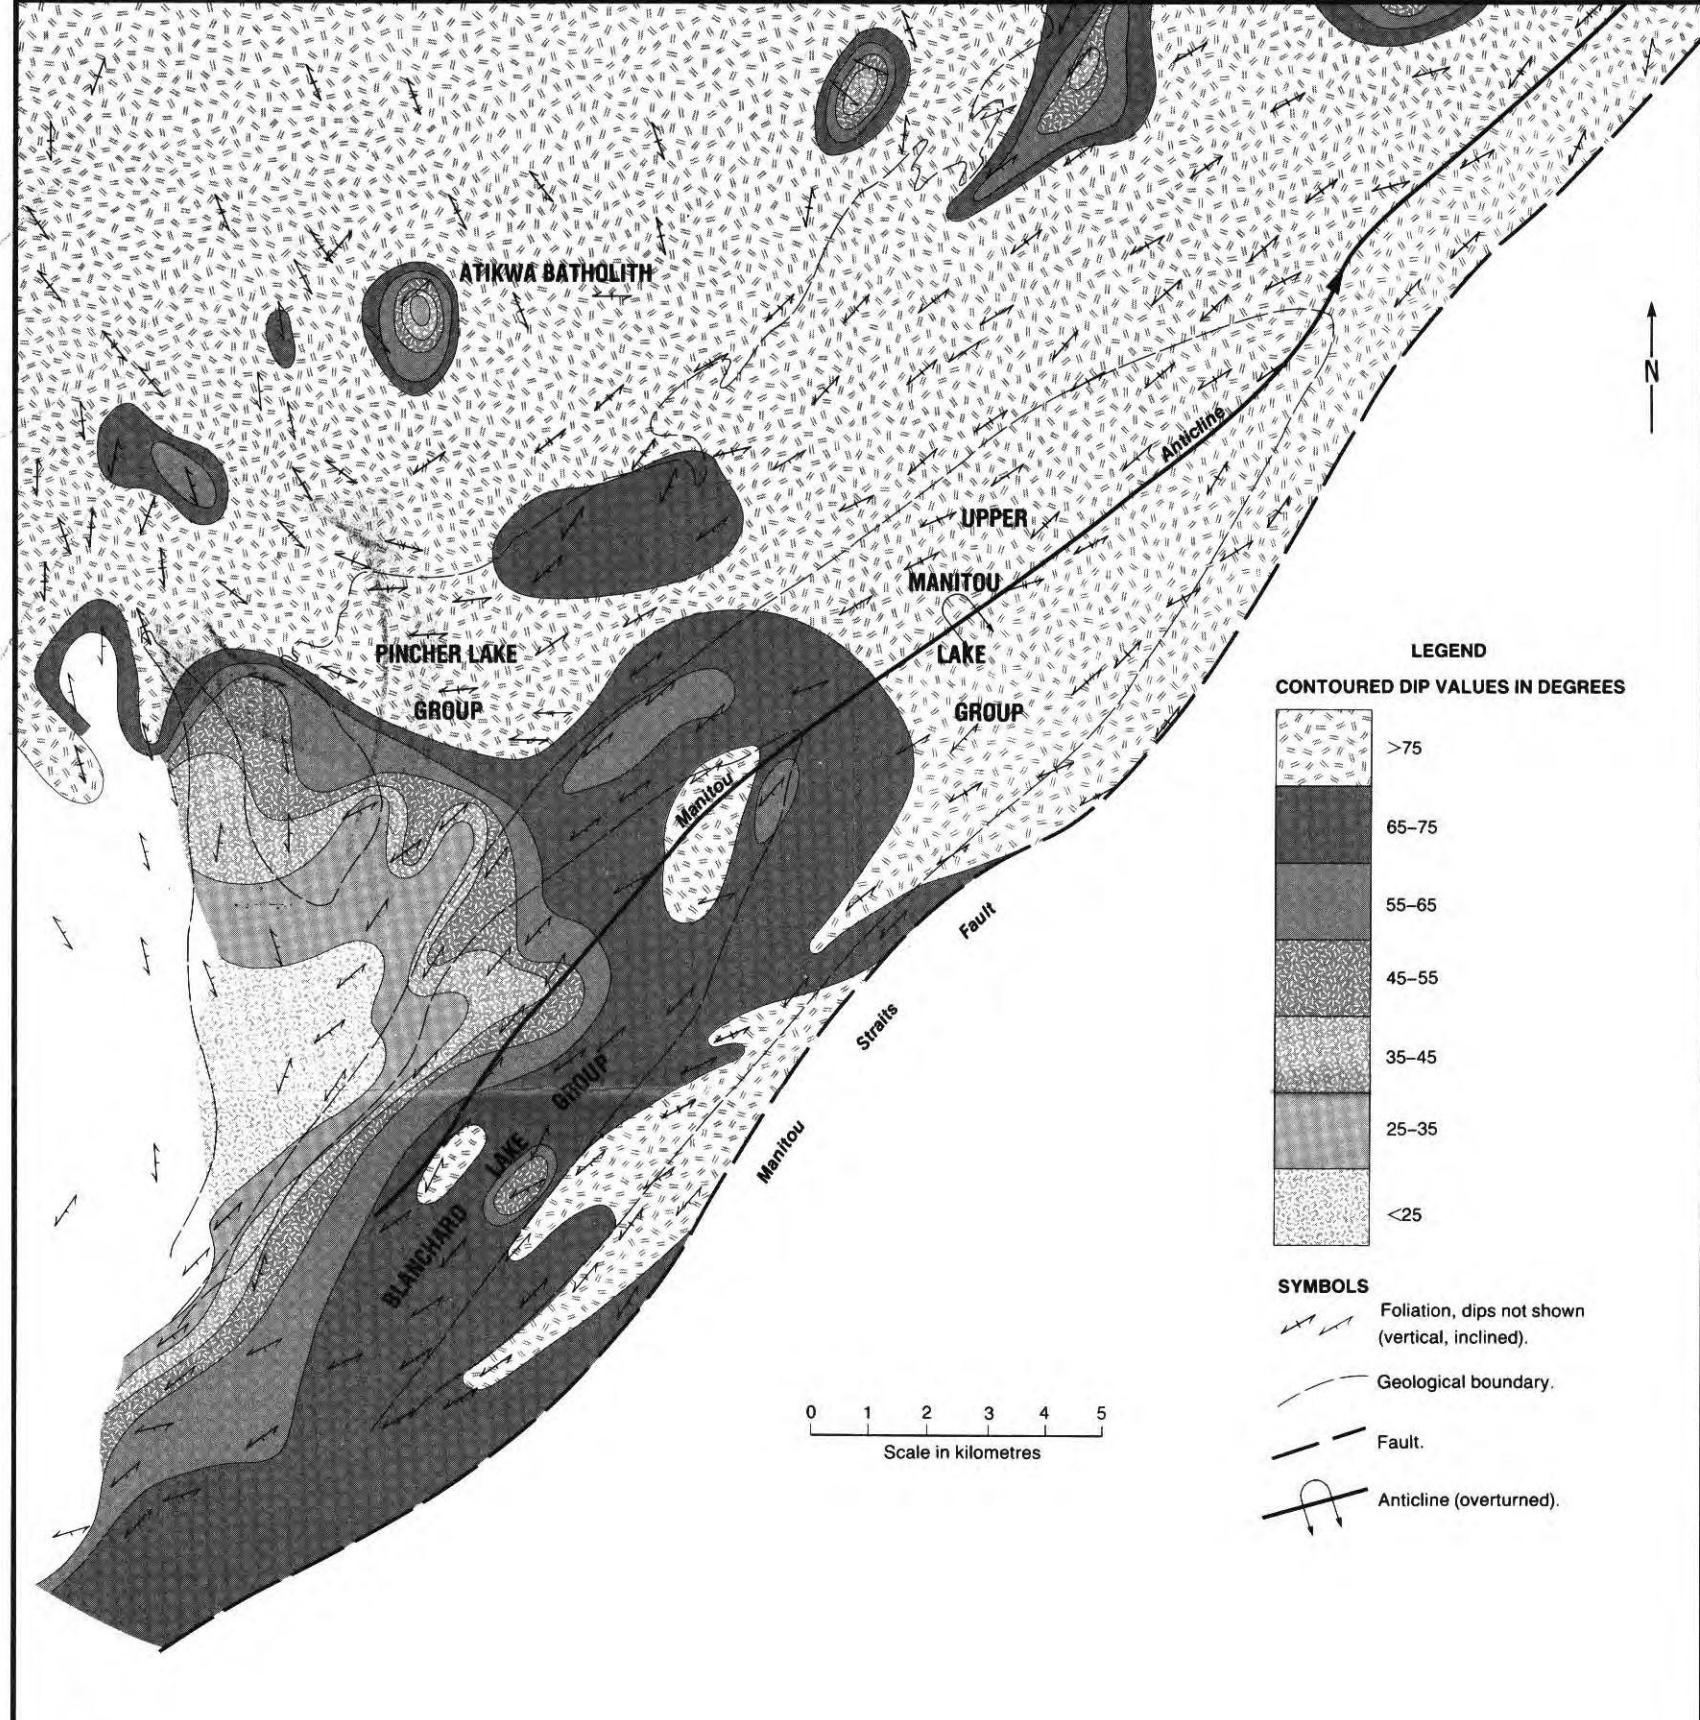 ATIKWA BATHOLITH
Anticline
N
UPPER
MANITOU
LAKE
GROUP
PINCHER LAKE
GROUP
Manitou
Fault
Straits
Manitou
GROUP
LAKE
BLANCHARD
LEGEND
CONTOURED DIP VALUES IN DEGREES
>75
65–75
55–65
45–55
35–45
25–35
<25
SYMBOLS
Foliation, dips not shown
(vertical, inclined).
Geological boundary.
Fault.
Anticline (overturned).
0 1 2 3 4 5
Scale in kilometres